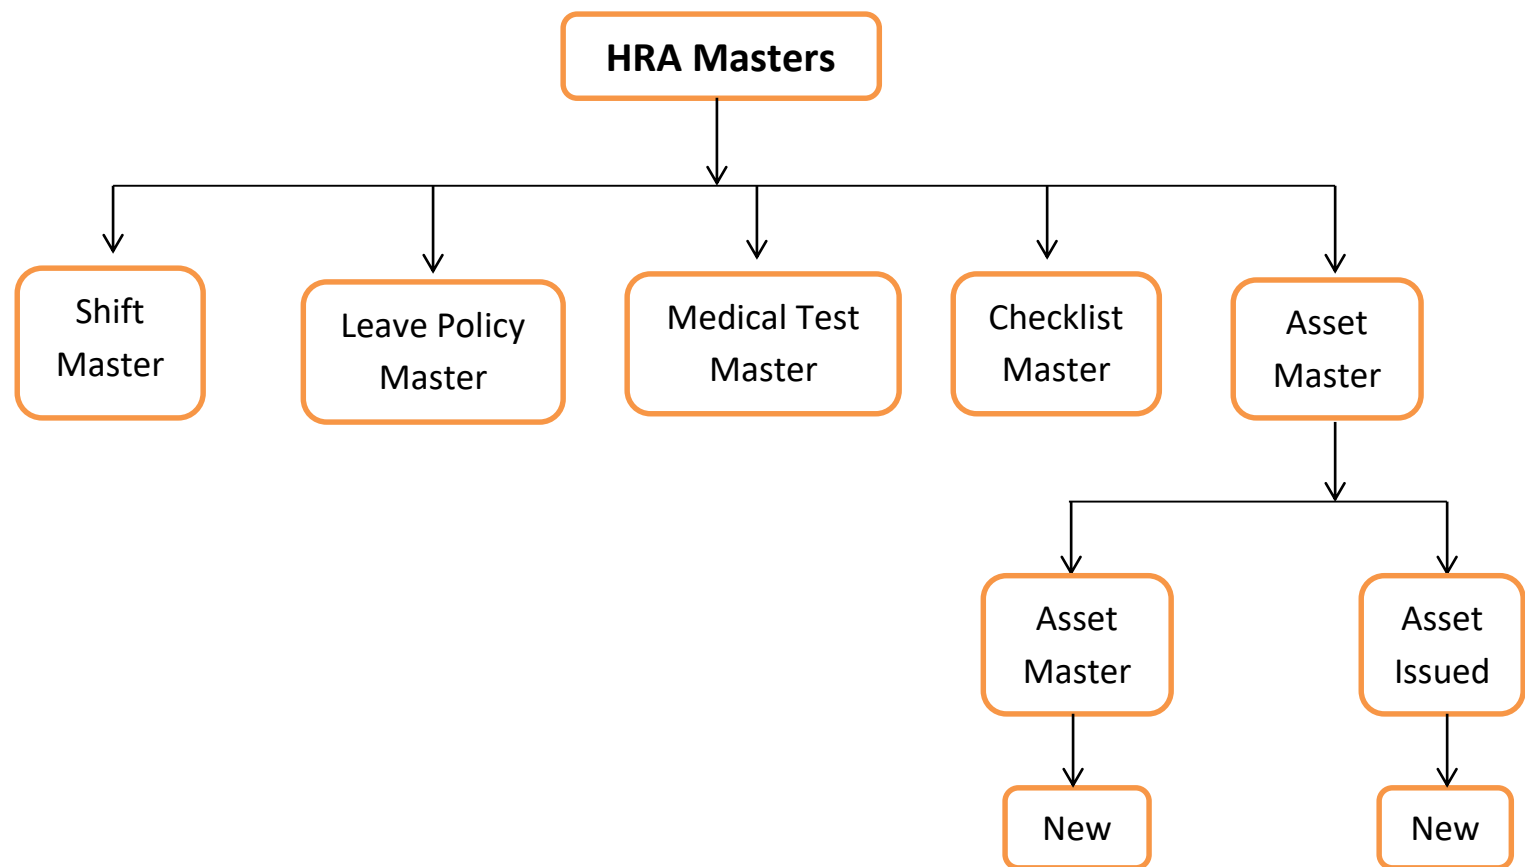 HRA Masters
Shift
Master
Leave Policy
Master
Medical Test
Master
Checklist
Master
Asset
Master
Asset
Master
Asset
Issued
New
New